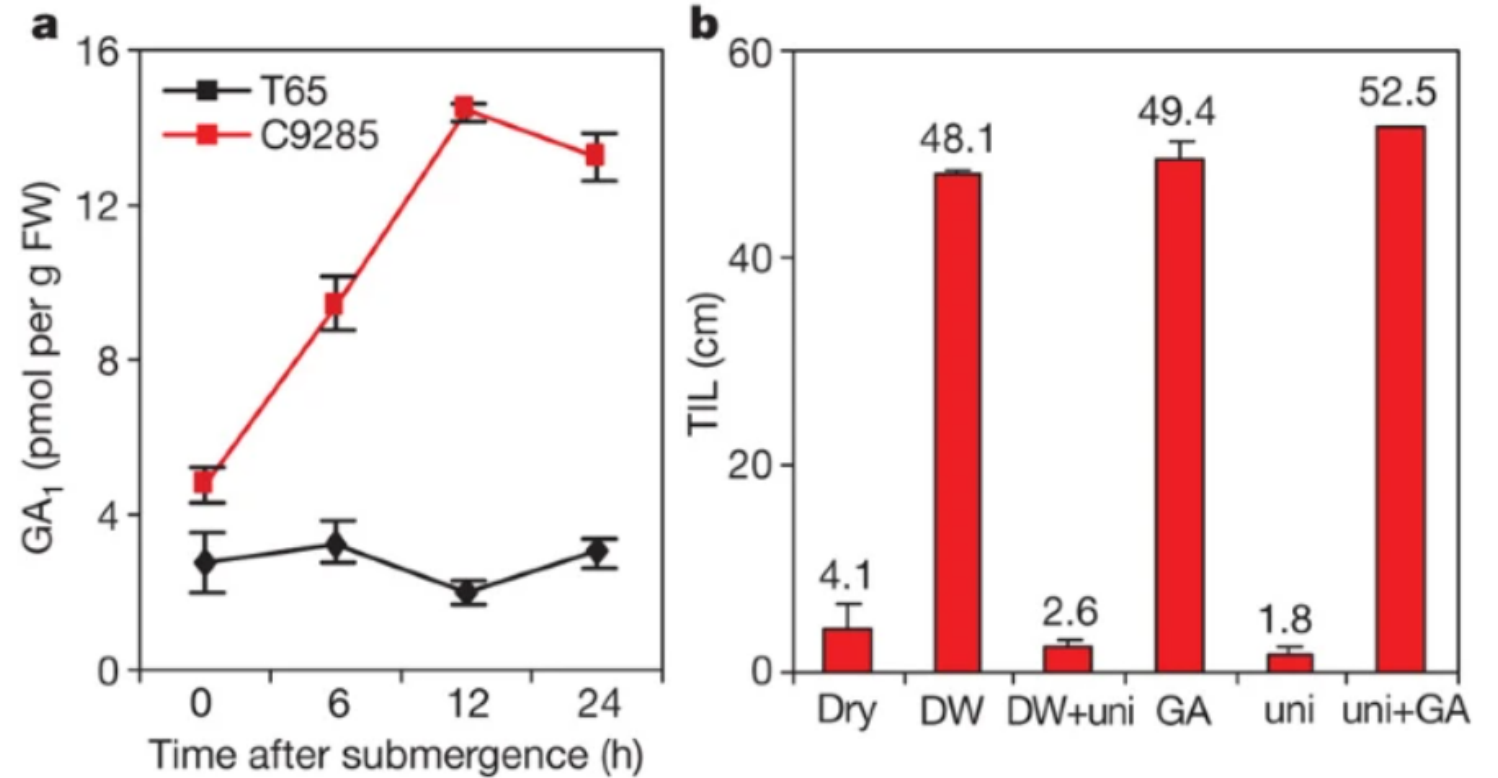 a
16
12
8
4
0
GA₁ (pmol per g FW)
T65
C9285
0 6 12 24
Time after submergence (h)
b
60
40
20
0
TIL (cm)
4.1
48.1
2.6
49.4
1.8
52.5
Dry DW DW+uni GA uni uni+GA